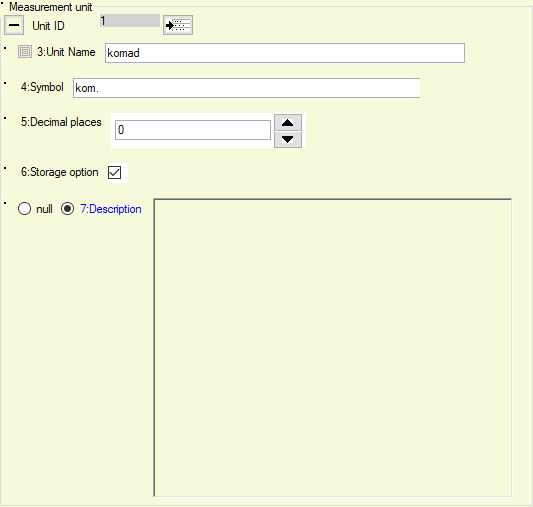 Measurement unit
Unit ID 1
3:Unit Name komad
4:Symbol kom.
5:Decimal places 0
6:Storage option
null 7:Description